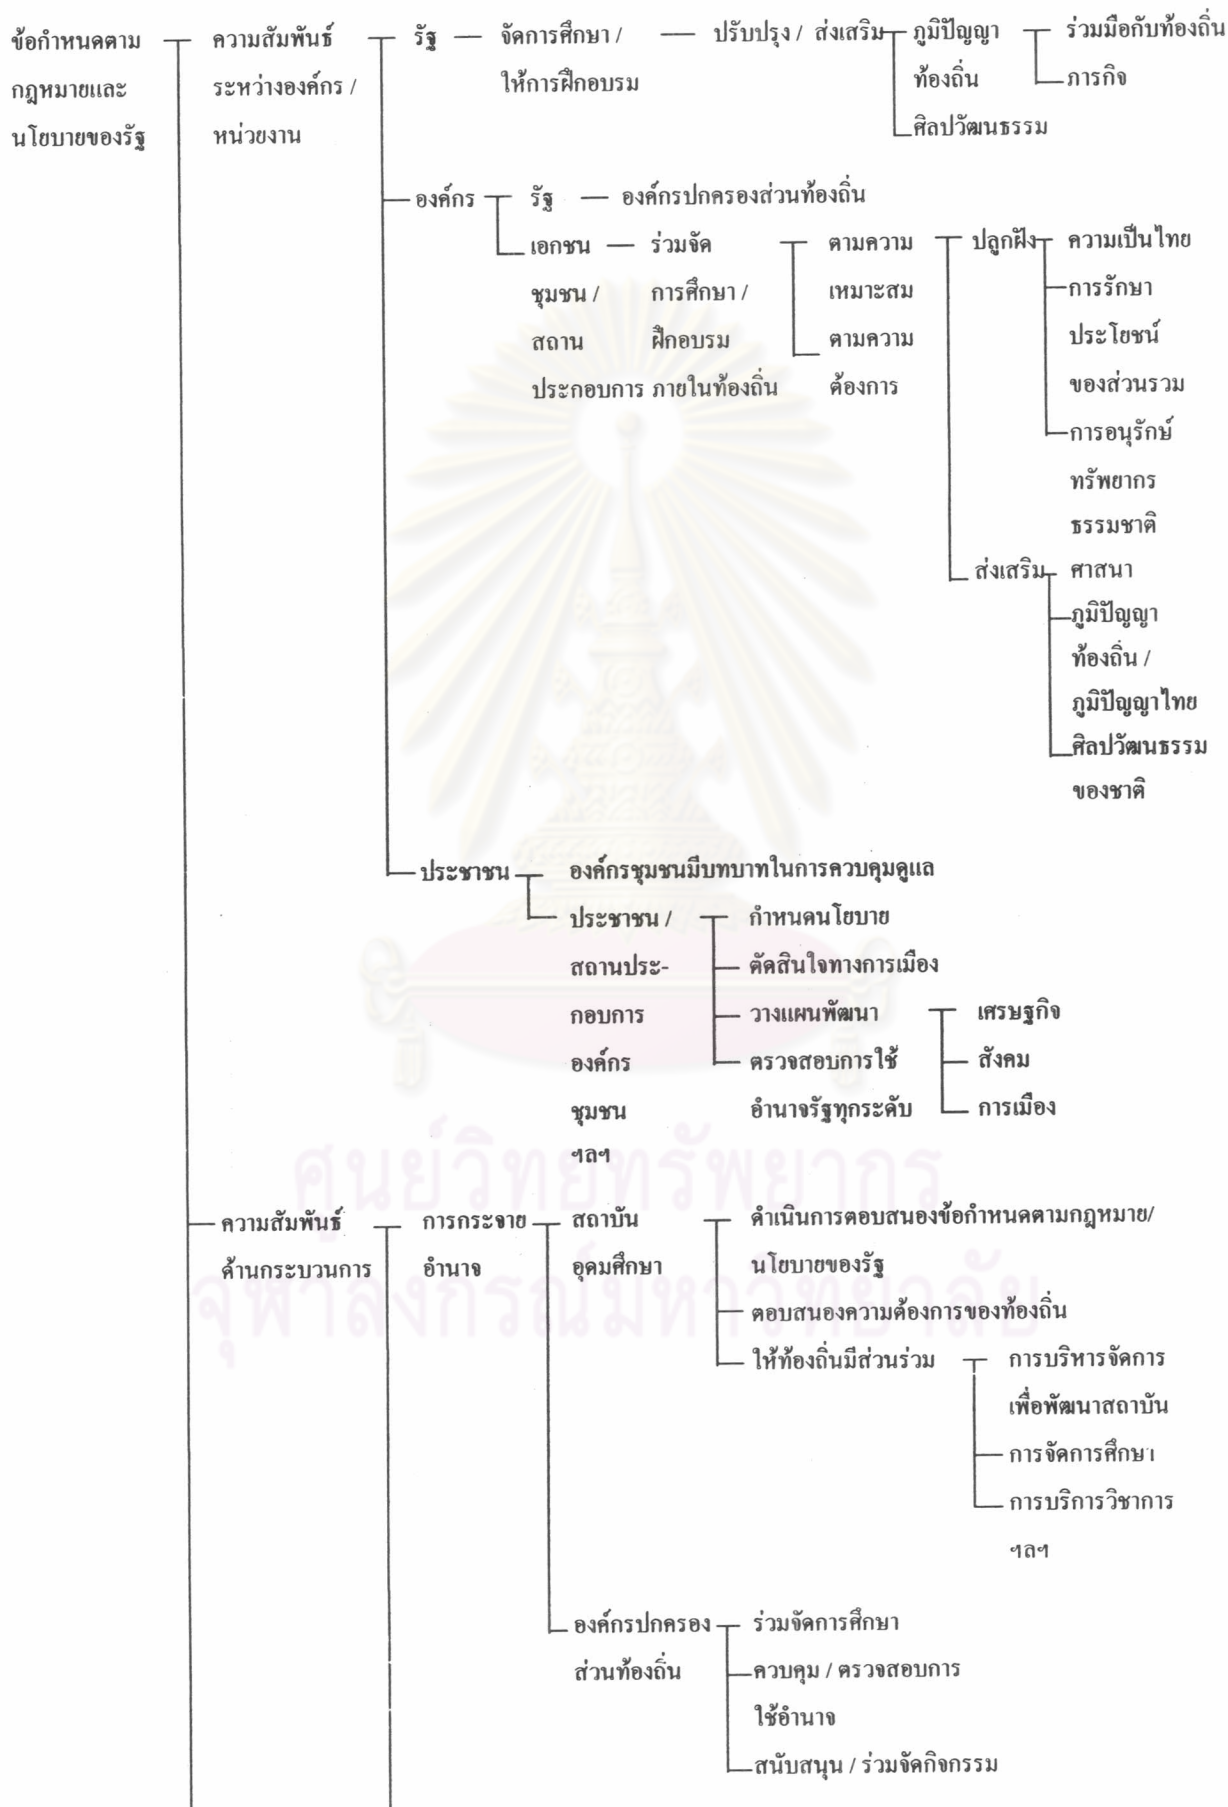 ข้อกำหนดตาม ความสัมพันธ์ รัฐ จัดการศึกษา / ปรับปรุง / ส่งเสริม ภูมิปัญญา ร่วมมือกับท้องถิ่น
กฎหมายและ ระหว่างองค์กร / ให้การฝึกอบรม ท้องถิ่น ภารกิจ
นโยบายของรัฐ หน่วยงาน ศิลปวัฒนธรรม
องค์กร รัฐ องค์กรปกครองส่วนท้องถิ่น
เอกชน ร่วมจัด ตามความ ปลูกฝัง ความเป็นไทย
ชุมชน / การศึกษา / เหมาะสม การรักษา
สถาน ฝึกอบรม ตามความ ประโยชน์
ประกอบการ ภายในท้องถิ่น ต้องการ ของส่วนรวม
การอนุรักษ์
ทรัพยากร
ธรรมชาติ
ส่งเสริม ศาสนา
ภูมิปัญญา
ท้องถิ่น /
ภูมิปัญญาไทย
ศิลปวัฒนธรรม
ของชาติ
ประชาชน องค์กรชุมชนมีบทบาทในการควบคุมดูแล
ประชาชน / กำหนดนโยบาย
สถานประ- ตัดสินใจทางการเมือง
กอบการ วางแผนพัฒนา เศรษฐกิจ
องค์กร ตรวจสอบการใช้ สังคม
ชุมชน อำนาจรัฐทุกระดับ การเมือง
ฯลฯ
ศูนย์วิทยทรัพยากร
ความสัมพันธ์ การกระจาย สถาบัน ดำเนินการตอบสนองข้อกำหนดตามกฎหมาย/
ด้านกระบวนการ อำนาจ อุดมศึกษา นโยบายของรัฐ
จุฬาลงกรณ์มหาวิทยาลัย
ตอบสนองความต้องการของท้องถิ่น
ให้ท้องถิ่นมีส่วนร่วม การบริหารจัดการ
เพื่อพัฒนาสถาบัน
การจัดการศึกษา
การบริการวิชาการ
ฯลฯ
องค์กรปกครอง ร่วมจัดการศึกษา
ส่วนท้องถิ่น ควบคุม / ตรวจสอบการ
ใช้อำนาจ
สนับสนุน / ร่วมจัดกิจกรรม